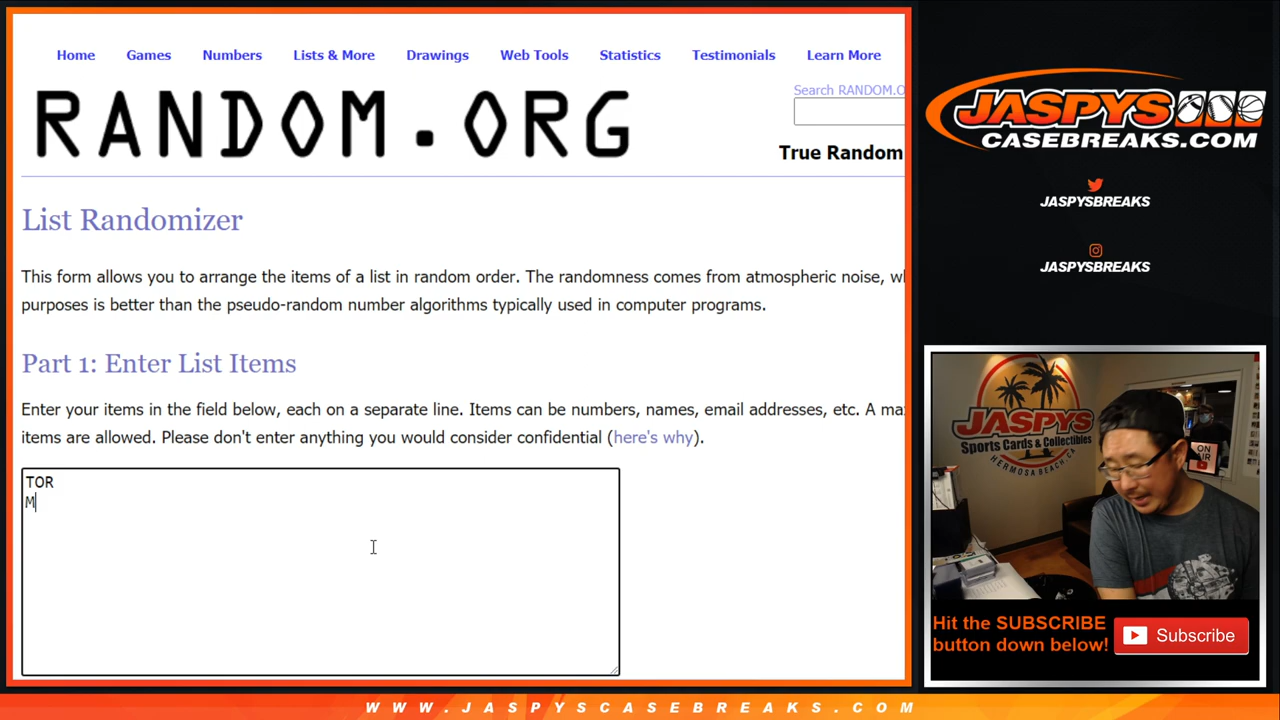 Home Games Numbers Lists & More Drawings Web Tools Statistics Testimonials Learn More
RANDOM.ORG
Search RANDOM.O
True Random
List Randomizer
This form allows you to arrange the items of a list in random order. The randomness comes from atmospheric noise, wh
purposes is better than the pseudo-random number algorithms typically used in computer programs.
Part 1: Enter List Items
Enter your items in the field below, each on a separate line. Items can be numbers, names, email addresses, etc. A ma
items are allowed. Please don't enter anything you would consider confidential (here's why).
TOR
M
JASPYS
CASEBREAKS.COM
JASPYSBREAKS
JASPYSBREAKS
JASPYS
Sports Cards & Collectibles
HERMOSA BEACH, CA
ON
AIR
Hit the SUBSCRIBE
button down below!
Subscribe
WWW.JASPYSCASEBREAKS.COM